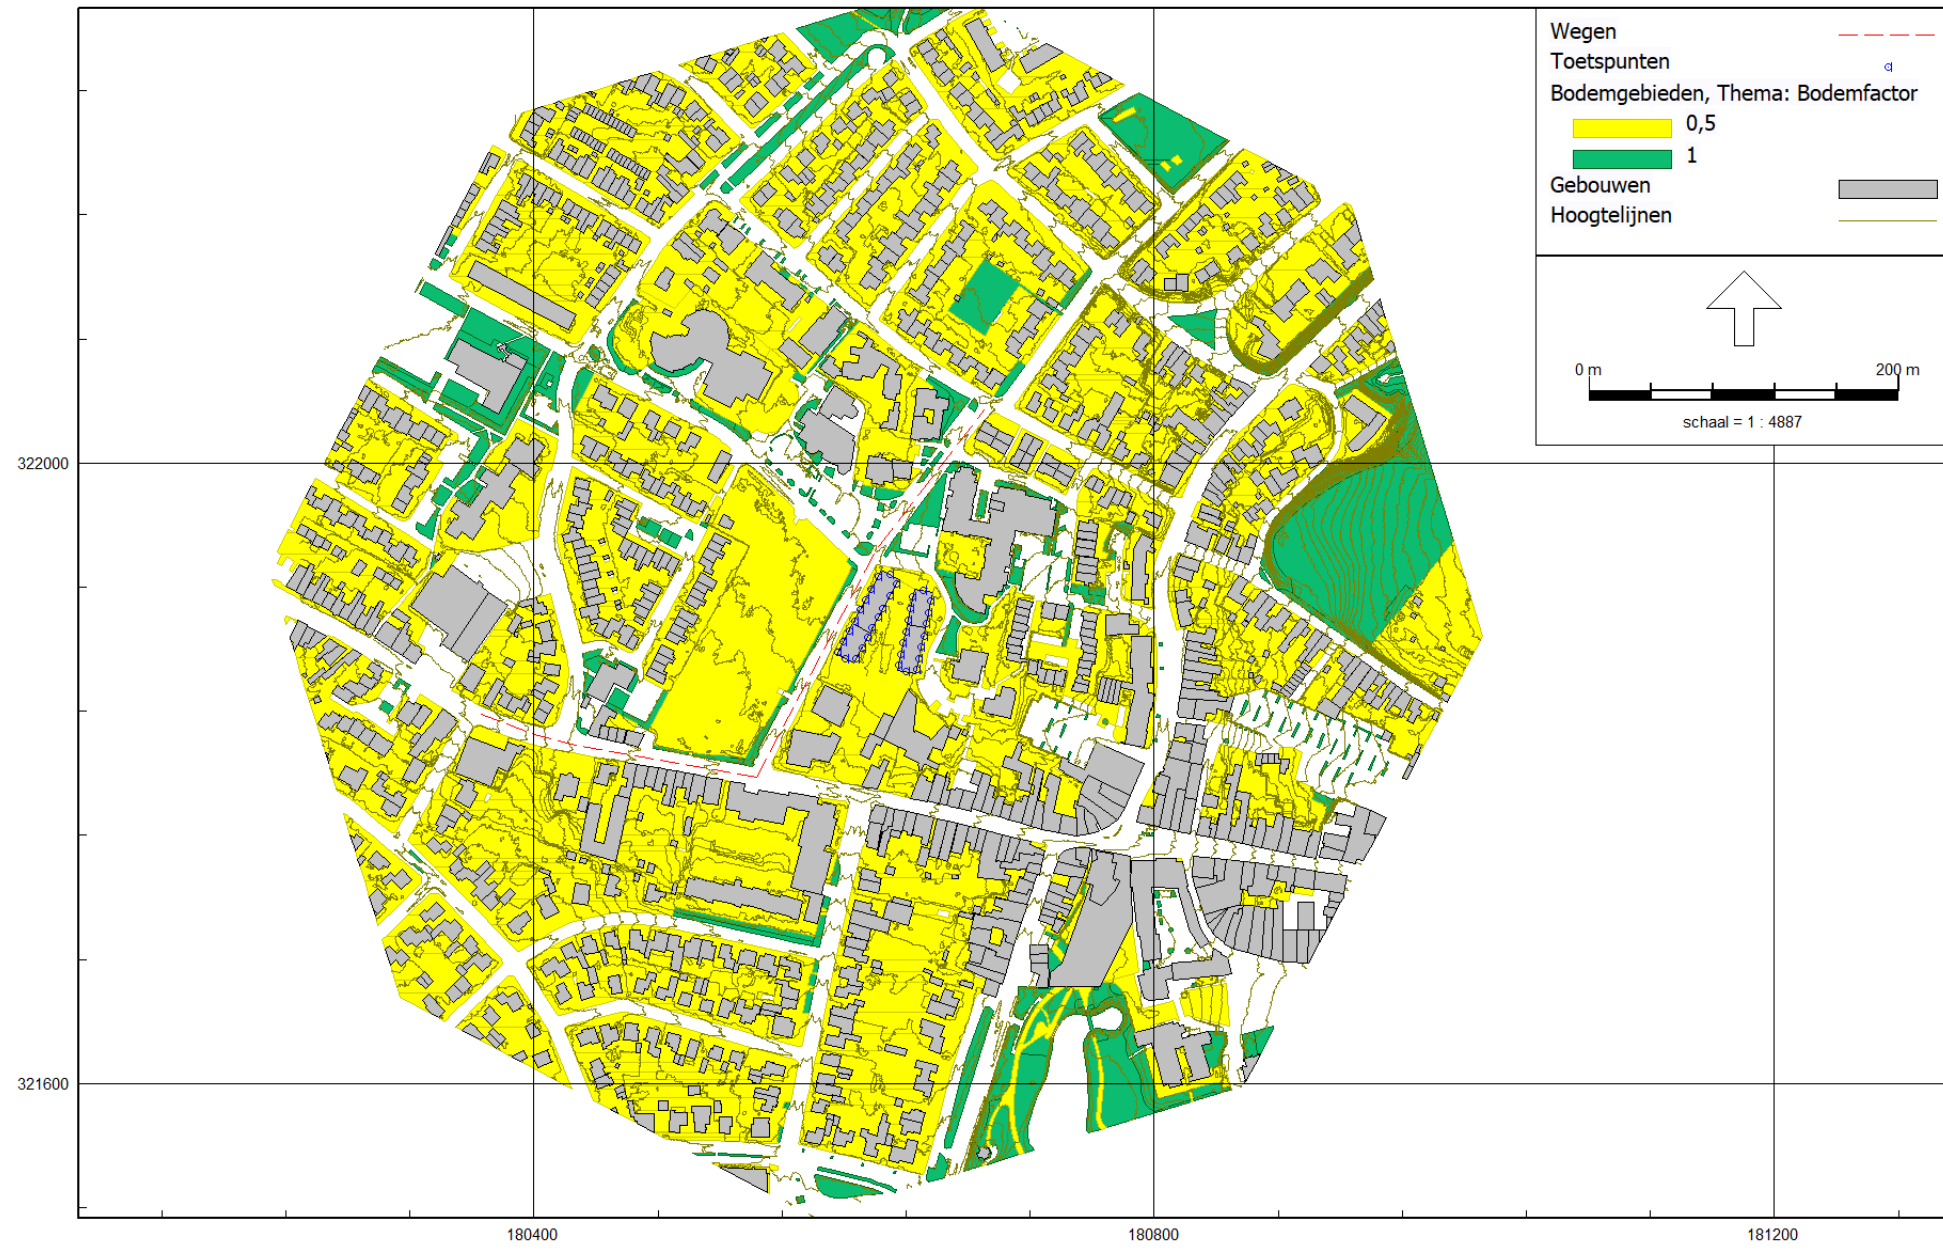 Wegen
Toetspunten
Bodemgebieden, Thema: Bodemfactor
0,5
1
Gebouwen
Hoogtelijnen
0 m 200 m
schaal = 1 : 4887
322000
321600
180400 180800 181200